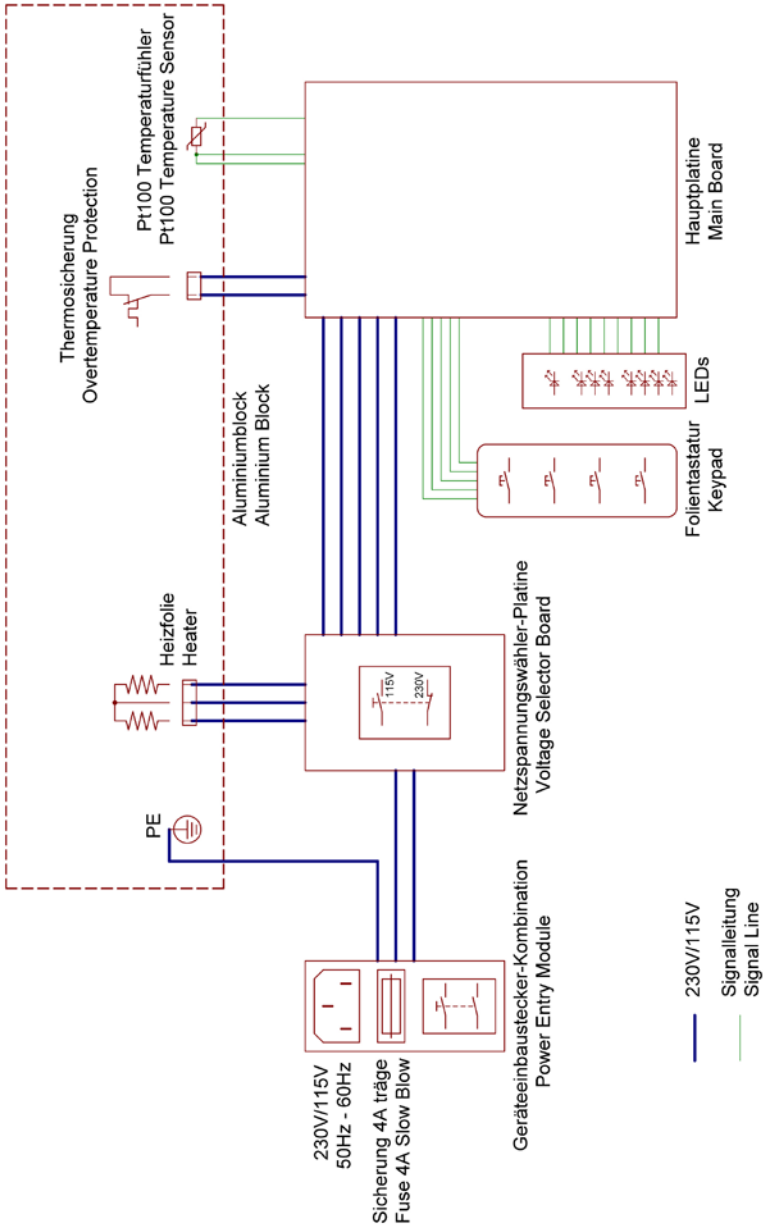 Thermosicherung
Overtemperature Protection
Pt100 Temperaturfühler
Pt100 Temperature Sensor
PE
Heizfolie
Heater
Aluminiumblock
Aluminium Block
230V/115V
50Hz - 60Hz
Sicherung 4A träge
Fuse 4A Slow Blow
Geräteeinbaustecker-Kombination
Power Entry Module
115V
230V
Netzspannungswähler-Platine
Voltage Selector Board
Folientastatur
Keypad
LEDs
Hauptplatine
Main Board
230V/115V
Signalleitung
Signal Line